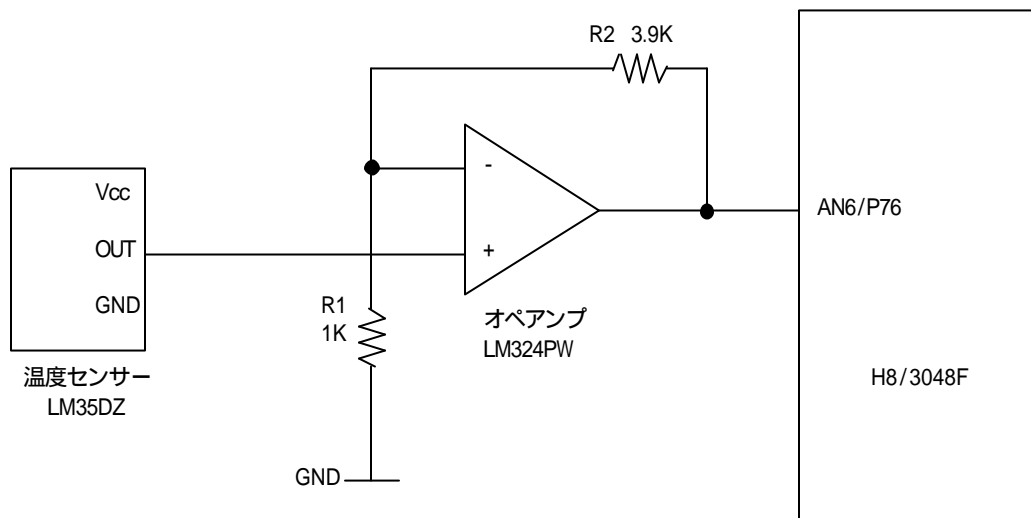 R2 3.9K
Vcc
OUT
GND
温度センサー
LM35DZ
-
+
R1
1K
GND
オペアンプ
LM324PW
AN6/P76
H8/3048F